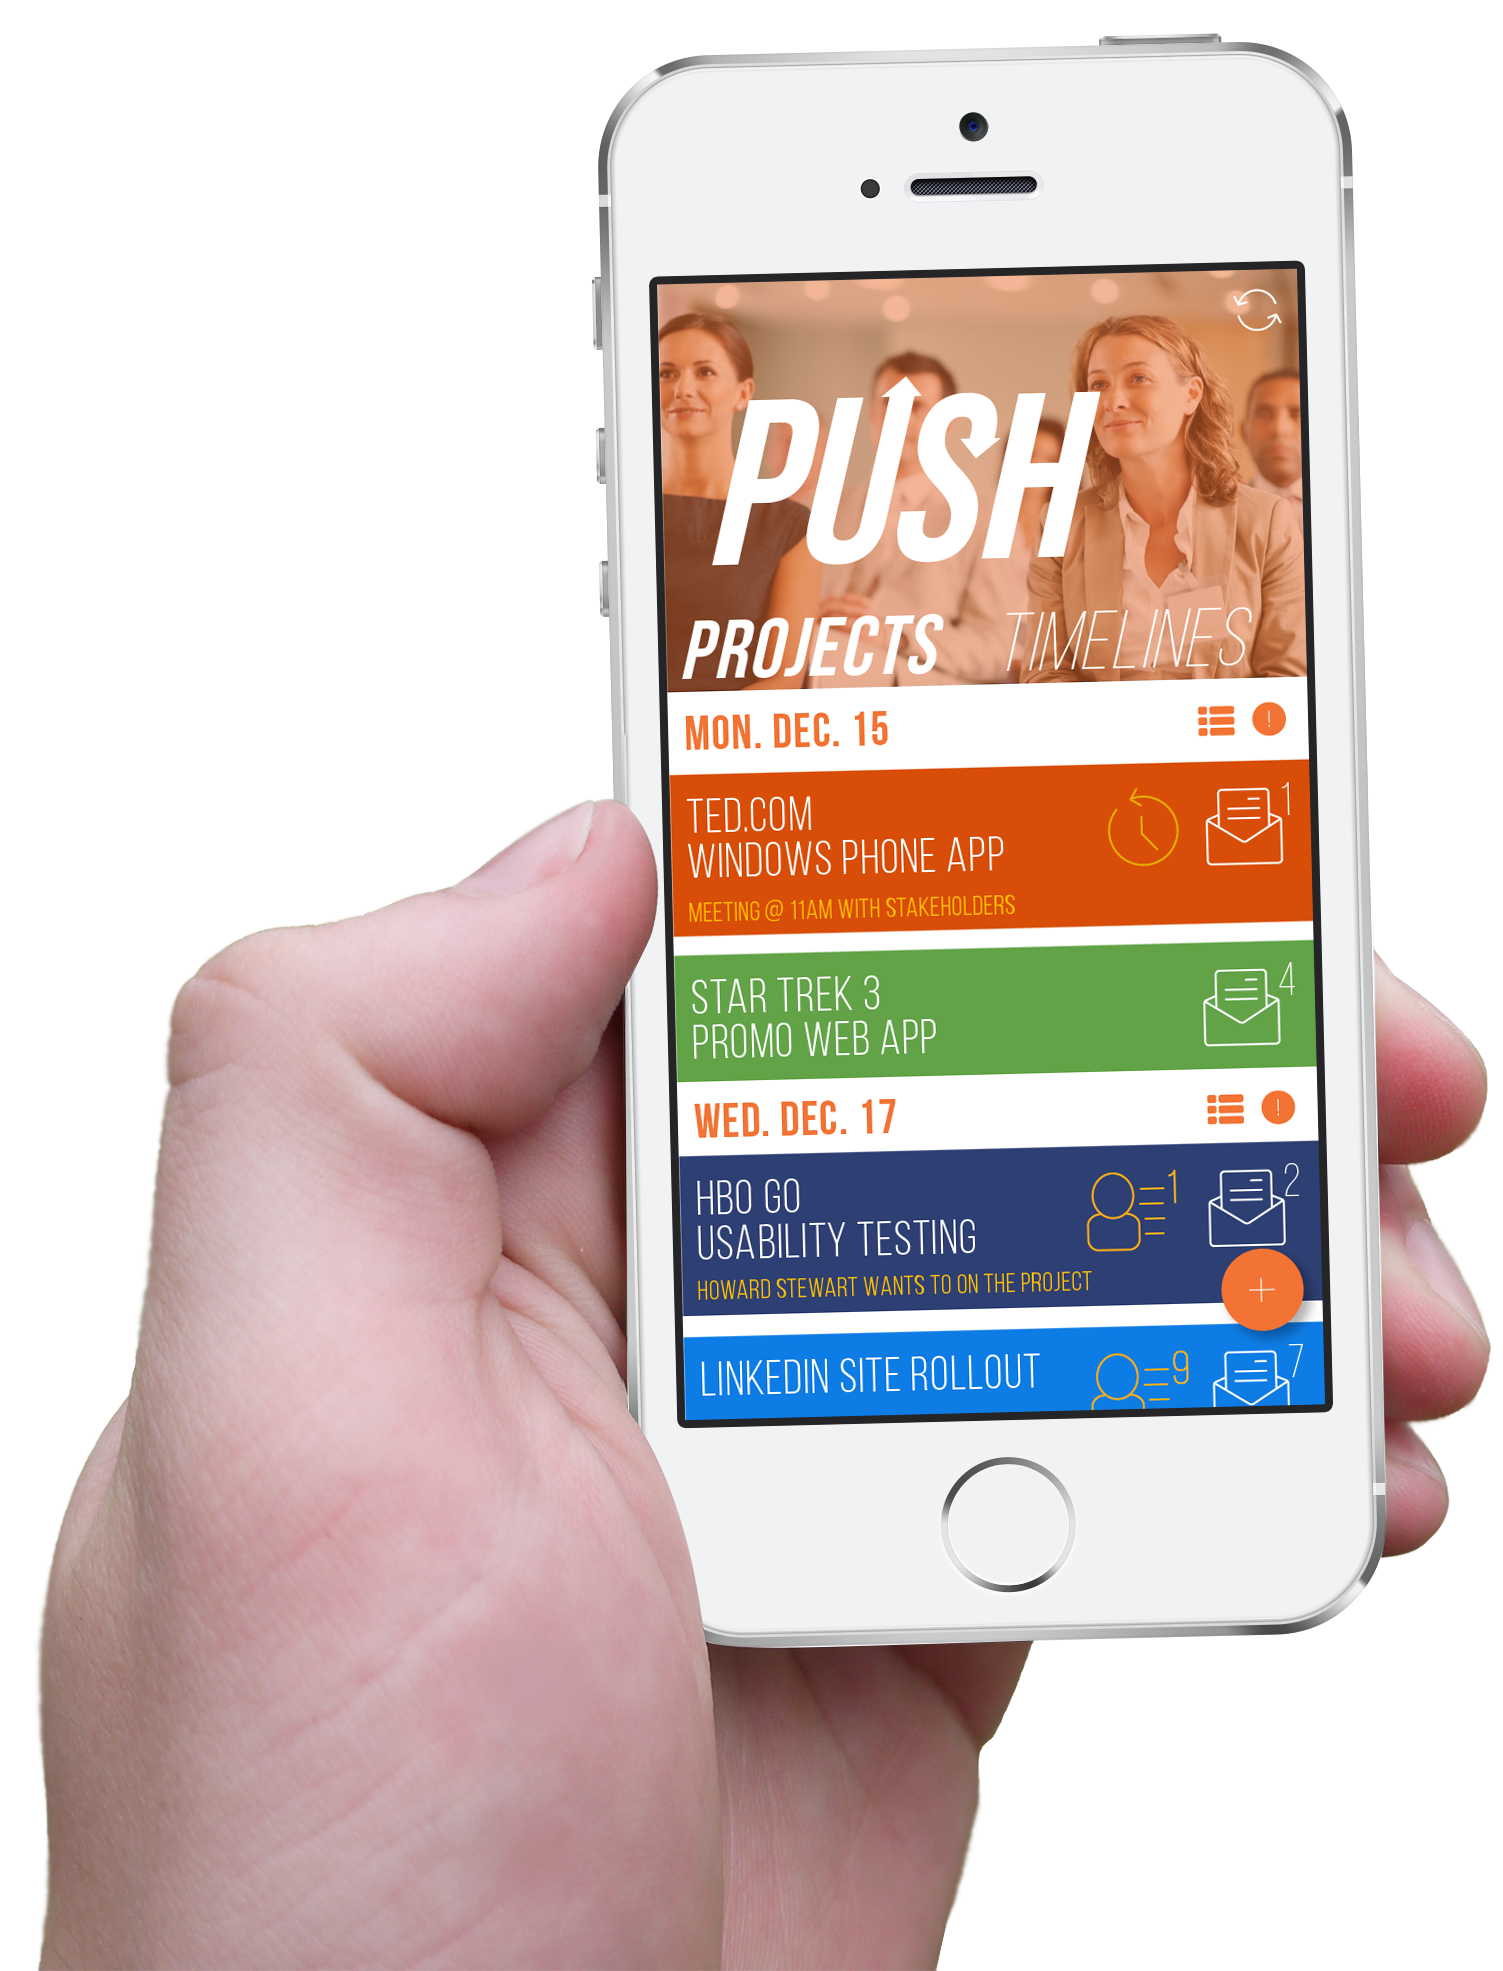 PUSH
PROJECTS TIMELINES
MON. DEC. 15
!
TED.COM
WINDOWS PHONE APP
1
MEETING @ 11AM WITH STAKEHOLDERS
STAR TREK 3
PROMO WEB APP
4
WED. DEC. 17
!
HBO GO
USABILITY TESTING
1
2
HOWARD STEWART WANTS TO ON THE PROJECT
+
LINKEDIN SITE ROLLOUT
9
7